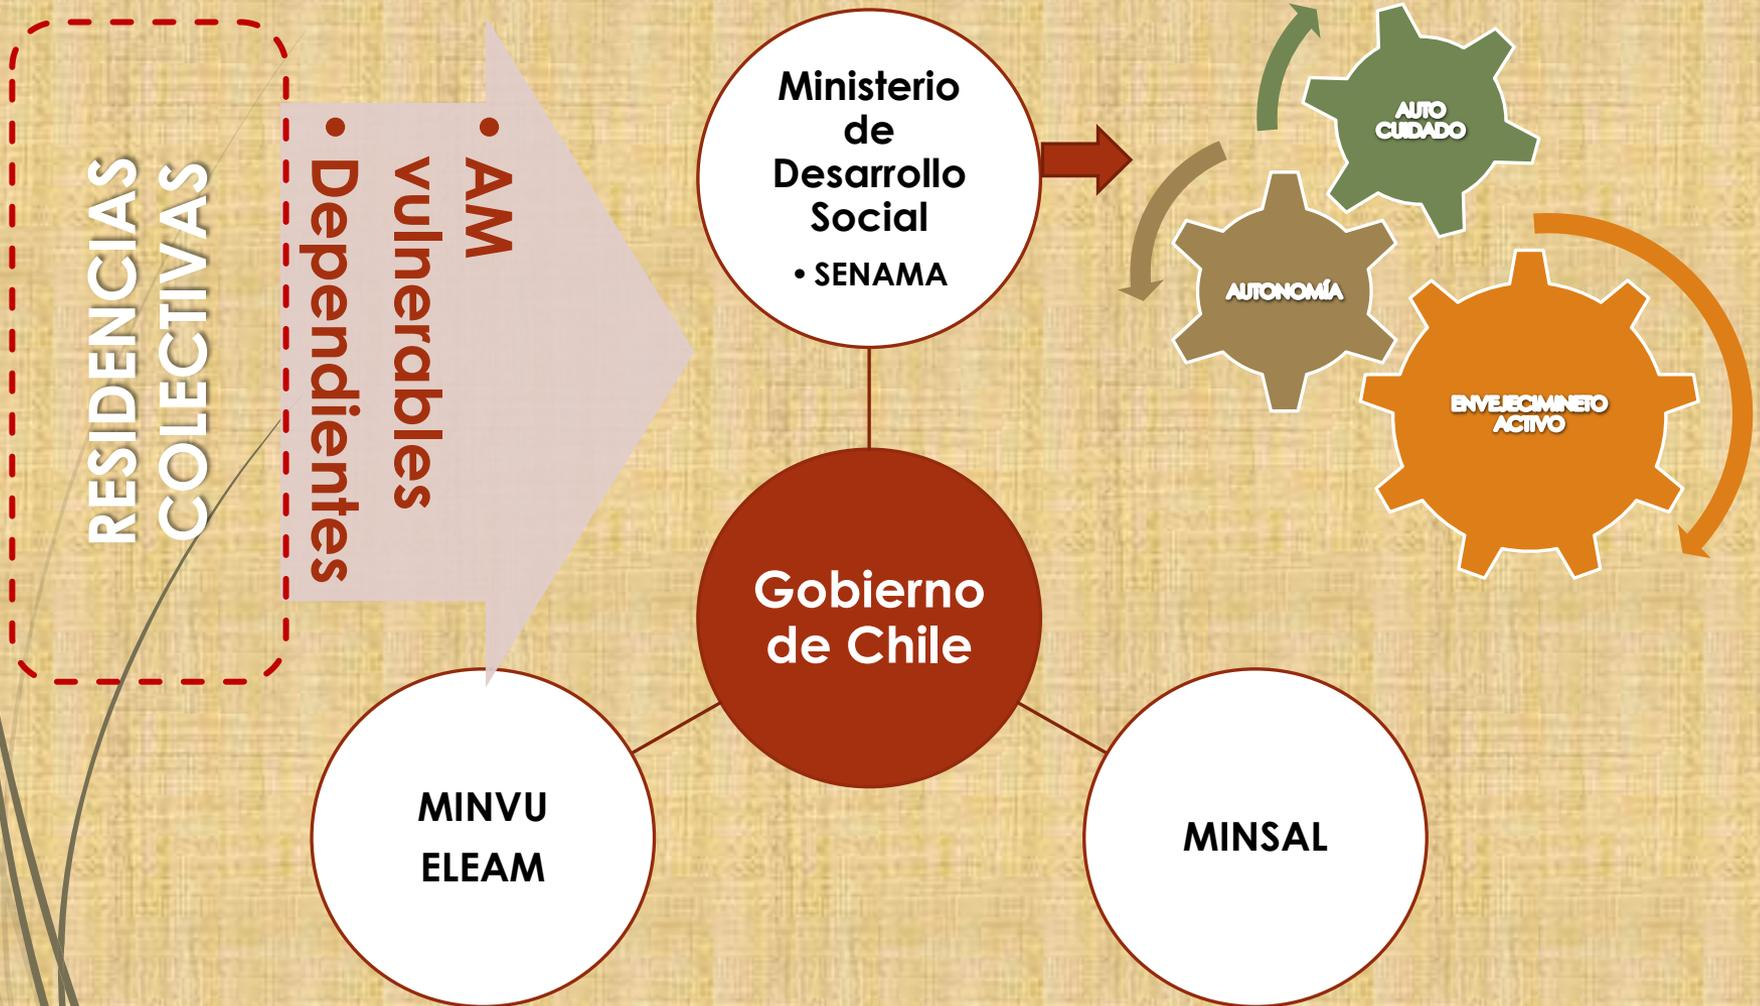 RESIDENCIAS
COLECTIVAS
• AM
vulnerables
• Dependientes
Ministerio
de
Desarrollo
Social
• SENAMA
AUTO
CUIDADO
AUTONOMÍA
ENVEJECIMINETO
ACTIVO
Gobierno
de Chile
MINVU
ELEAM
MINSAL